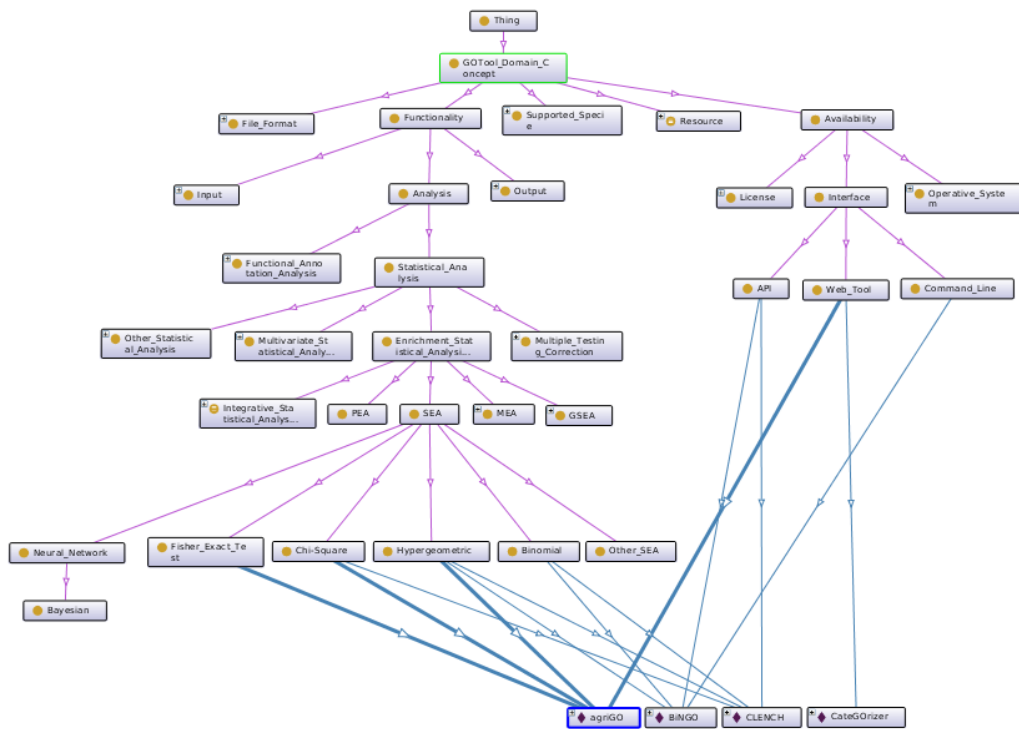 Thing
GOTool_Domain_C
oncept
File_Format
Functionality
Supported_Speci
e
Resource
Availability
Input
Analysis
Output
License
Interface
Operative_Syste
m
Functional_Anno
tation_Analysis
Statistical_Ana
lysis
API
Web_Tool
Command_Line
Other_Statistic
al_Analysis
Multivariate_St
atistical_Analy...
Enrichment_Stat
istical_Analysi...
Multiple_Testin
g_Correction
Integrative_Sta
tistical_Analys...
PEA
SEA
MEA
GSEA
Neural_Network
Fisher_Exact_Te
st
Chi-Square
Hypergeometric
Binomial
Other_SEA
Bayesian
agriGO
BiNGO
CLENCH
CateGOrizer